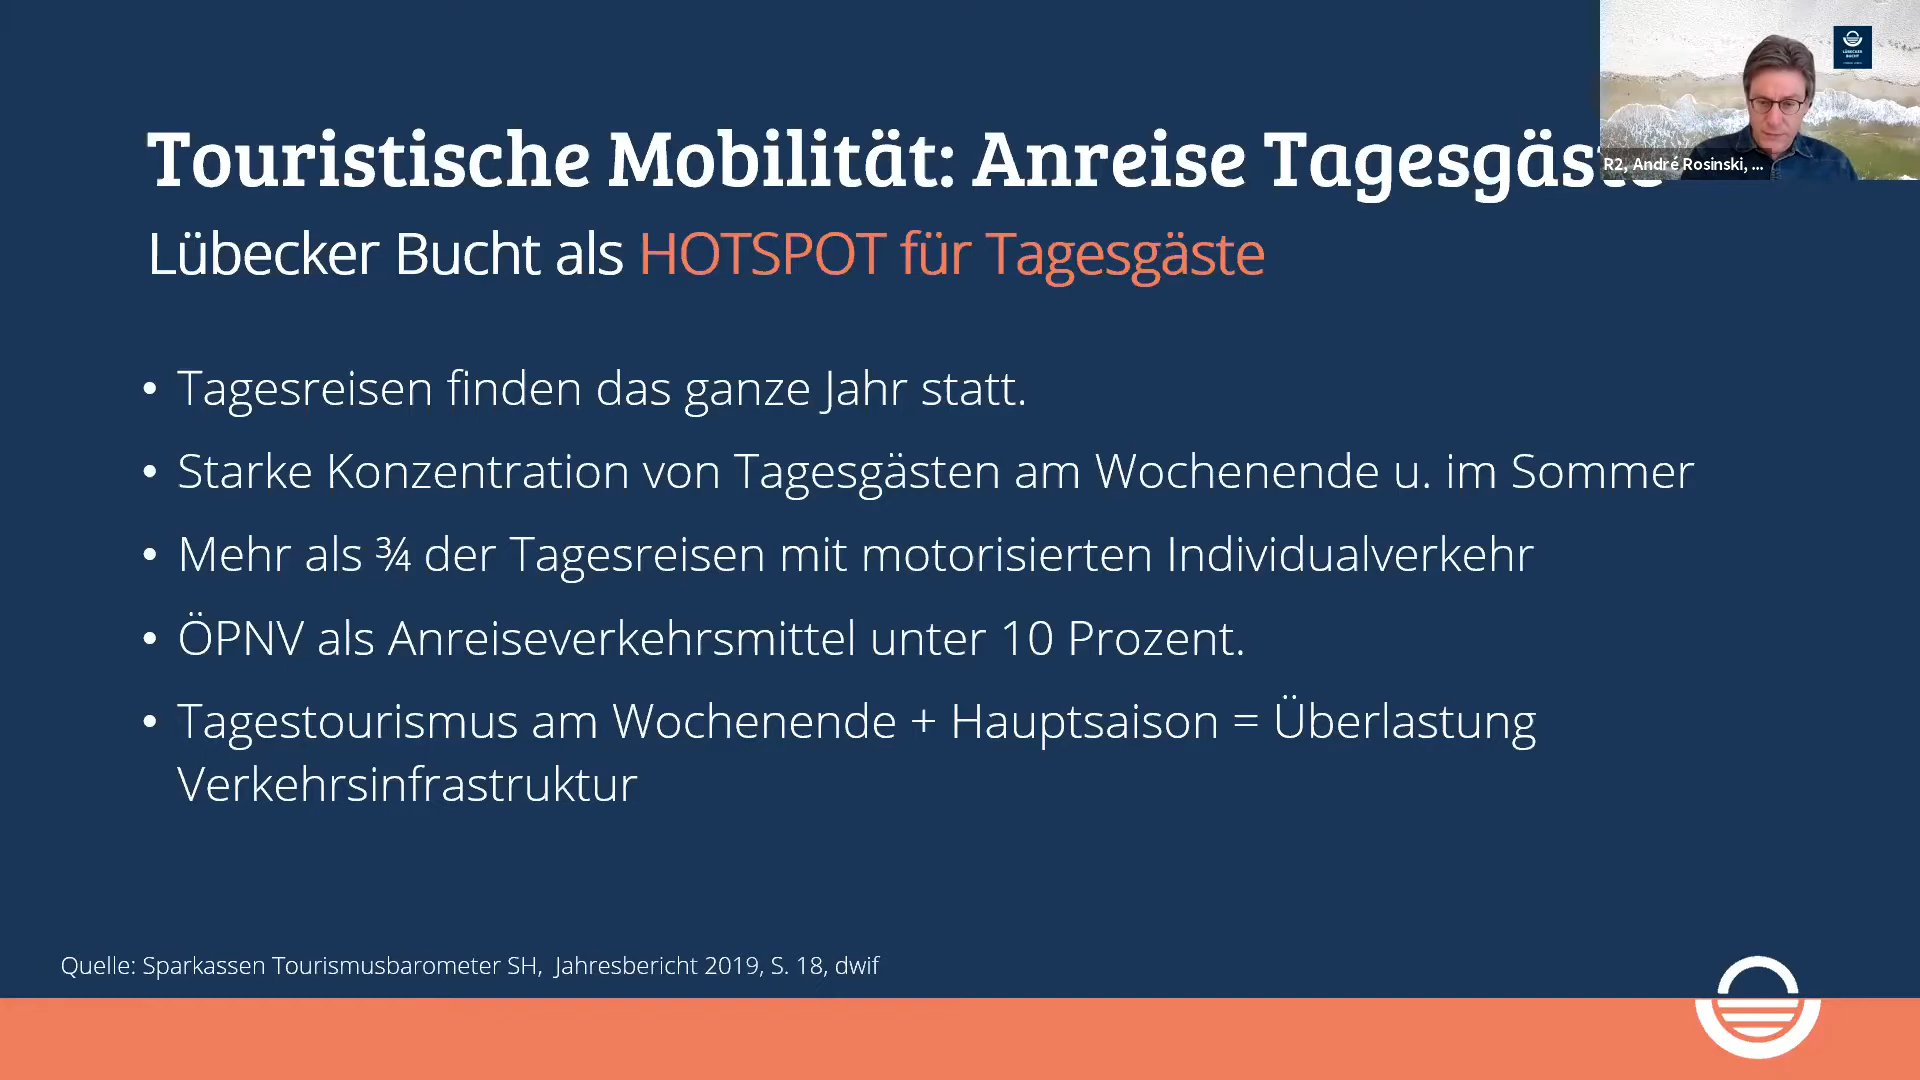 Touristische Mobilität: Anreise Tagesgäste
R2, André Rosinski, ...
Lübecker Bucht als HOTSPOT für Tagesgäste
• Tagesreisen finden das ganze Jahr statt.
• Starke Konzentration von Tagesgästen am Wochenende u. im Sommer
• Mehr als ¾ der Tagesreisen mit motorisierten Individualverkehr
• ÖPNV als Anreiseverkehrsmittel unter 10 Prozent.
• Tagestourismus am Wochenende + Hauptsaison = Überlastung
Verkehrsinfrastruktur
Quelle: Sparkassen Tourismusbarometer SH, Jahresbericht 2019, S. 18, dwif
LÜBECKER
BUCHT